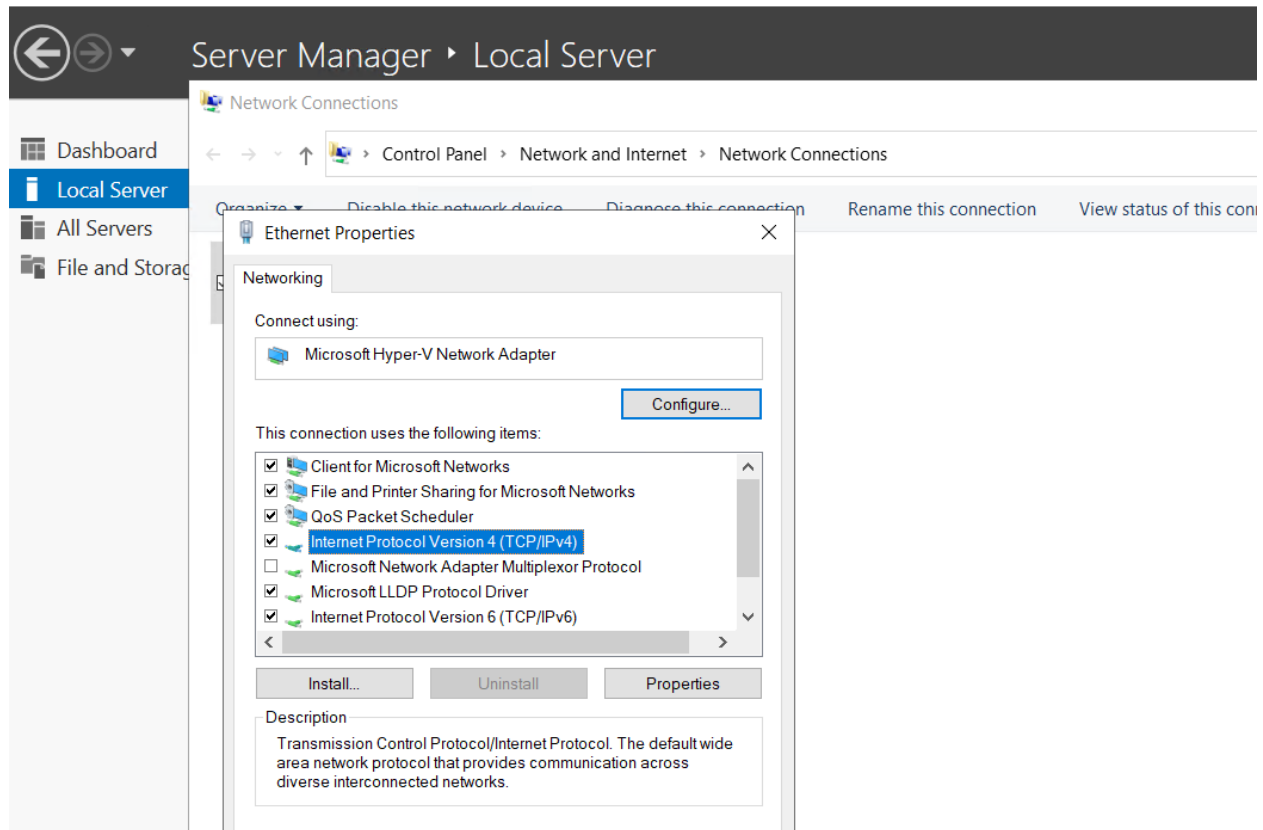 Server Manager ‣ Local Server
Network Connections
Dashboard
Control Panel › Network and Internet › Network Connections
Local Server
Organize Disable this network device Diagnose this connection Rename this connection View status of this con
All Servers
Ethernet Properties
File and Storag
Networking
Connect using:
Microsoft Hyper-V Network Adapter
Configure...
This connection uses the following items:
Client for Microsoft Networks
File and Printer Sharing for Microsoft Networks
QoS Packet Scheduler
Internet Protocol Version 4 (TCP/IPv4)
Microsoft Network Adapter Multiplexor Protocol
Microsoft LLDP Protocol Driver
Internet Protocol Version 6 (TCP/IPv6)
Install... Uninstall Properties
Description
Transmission Control Protocol/Internet Protocol. The default wide
area network protocol that provides communication across
diverse interconnected networks.